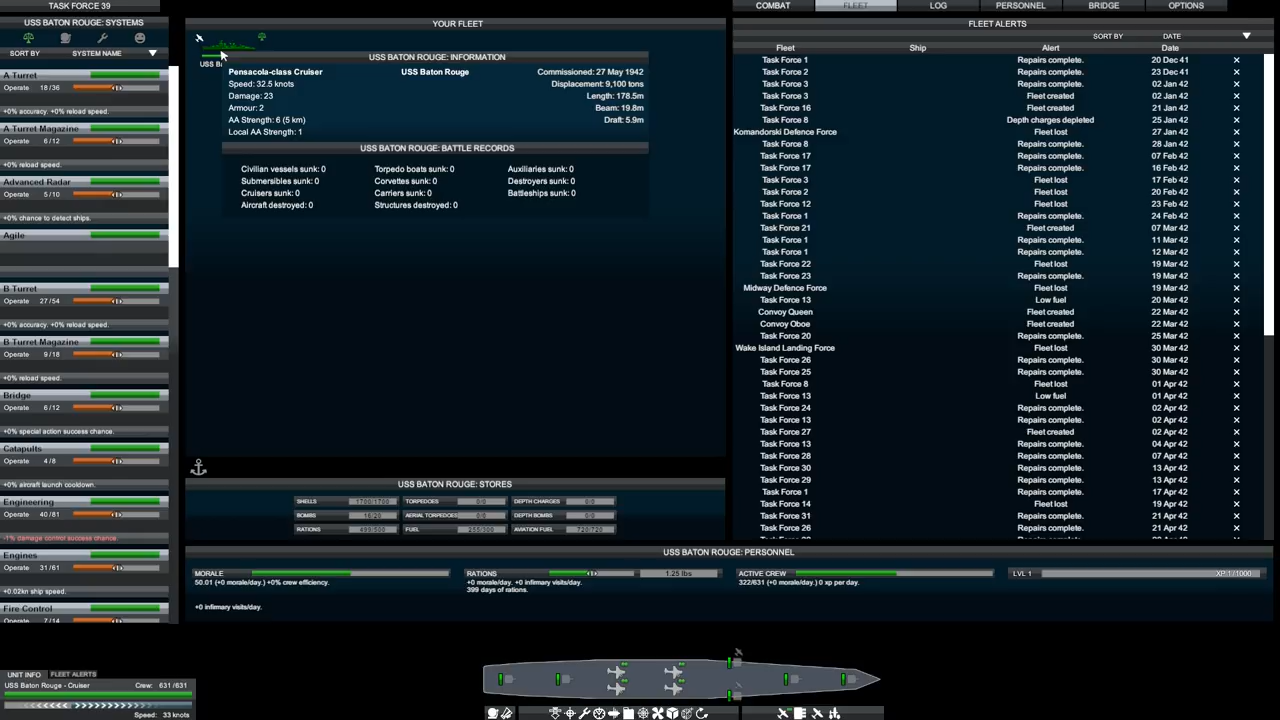 TASK FORCE 39
COMBAT
FLEET
LOG
PERSONNEL
BRIDGE
OPTIONS
USS BATON ROUGE: SYSTEMS
SORT BY SYSTEM NAME
A Turret
Operate 18/36
+0% accuracy. +0% reload speed.
A Turret Magazine
Operate 6/12
+0% reload speed.
Advanced Radar
Operate 5/10
+0% chance to detect ships.
Agile
B Turret
Operate 27/54
+0% accuracy. +0% reload speed.
B Turret Magazine
Operate 9/18
+0% reload speed.
Bridge
Operate 6/12
+0% special action success chance.
Catapults
Operate 4/8
+0% aircraft launch cooldown.
Engineering
Operate 40/81
-1% damage control success chance.
Engines
Operate 31/61
+0.02kn ship speed.
Fire Control
Operate 7/14
YOUR FLEET
USS B
USS BATON ROUGE: INFORMATION
Pensacola-class Cruiser USS Baton Rouge Commissioned: 27 May 1942
Speed: 32.5 knots Displacement: 9,100 tons
Damage: 23 Length: 178.5m
Armour: 2 Beam: 19.8m
AA Strength: 6 (5 km) Draft: 5.9m
Local AA Strength: 1
USS BATON ROUGE: BATTLE RECORDS
Civilian vessels sunk: 0 Torpedo boats sunk: 0 Auxiliaries sunk: 0
Submersibles sunk: 0 Corvettes sunk: 0 Destroyers sunk: 0
Cruisers sunk: 0 Carriers sunk: 0 Battleships sunk: 0
Aircraft destroyed: 0 Structures destroyed: 0
USS BATON ROUGE: STORES
SHELLS 1700/1700 TORPEDOES 0/0 DEPTH CHARGES 0/0
BOMBS AERIAL TORPEDOES 0/0 DEPTH BOMBS 0/0
RATIONS FUEL AVIATION FUEL 720/720
FLEET ALERTS
SORT BY DATE
Fleet Ship Alert Date
Task Force 1 Repairs complete. 20 Dec 41 X
Task Force 2 Repairs complete. 23 Dec 41 X
Task Force 3 Repairs complete. 02 Jan 42 X
Task Force 3 Fleet created 02 Jan 42 X
Task Force 16 Fleet created 21 Jan 42 X
Task Force 8 Depth charges depleted 25 Jan 42 X
Komandorski Defence Force Fleet lost 27 Jan 42 X
Task Force 8 Repairs complete. 28 Jan 42 X
Task Force 17 Repairs complete. 07 Feb 42 X
Task Force 17 Repairs complete. 16 Feb 42 X
Task Force 3 Fleet lost 17 Feb 42 X
Task Force 2 Fleet lost 20 Feb 42 X
Task Force 12 Fleet lost 23 Feb 42 X
Task Force 1 Repairs complete. 24 Feb 42 X
Task Force 21 Fleet created 07 Mar 42 X
Task Force 1 Repairs complete. 11 Mar 42 X
Task Force 1 Repairs complete. 12 Mar 42 X
Task Force 22 Fleet lost 19 Mar 42 X
Task Force 23 Repairs complete. 19 Mar 42 X
Midway Defence Force Fleet lost 19 Mar 42 X
Task Force 13 Low fuel 20 Mar 42 X
Convoy Queen Fleet created 22 Mar 42 X
Convoy Oboe Fleet created 22 Mar 42 X
Task Force 20 Repairs complete. 25 Mar 42 X
Wake Island Landing Force Fleet lost 30 Mar 42 X
Task Force 26 Repairs complete. 30 Mar 42 X
Task Force 25 Repairs complete. 30 Mar 42 X
Task Force 8 Fleet lost 01 Apr 42 X
Task Force 13 Low fuel 01 Apr 42 X
Task Force 24 Repairs complete. 02 Apr 42 X
Task Force 13 Repairs complete. 02 Apr 42 X
Task Force 27 Fleet created 02 Apr 42 X
Task Force 13 Repairs complete. 04 Apr 42 X
Task Force 28 Repairs complete. 07 Apr 42 X
Task Force 30 Repairs complete. 13 Apr 42 X
Task Force 29 Repairs complete. 13 Apr 42 X
Task Force 1 Repairs complete. 17 Apr 42 X
Task Force 14 Fleet lost 19 Apr 42 X
Task Force 31 Repairs complete. 21 Apr 42 X
Task Force 26 Repairs complete. 21 Apr 42 X
USS BATON ROUGE: PERSONNEL
MORALE
50.01 (+0 morale/day.) +0% crew efficiency.
+0 infirmary visits/day.
RATIONS 1.25 lbs
+0 morale/day. +0 infirmary visits/day.
399 days of rations.
ACTIVE CREW
322/631 (+0 morale/day.) 0 xp per day.
LVL 1 XP 1/1000
UNIT INFO FLEET ALERTS
USS Baton Rouge - Cruiser Crew: 631/631
Speed: 33 knots